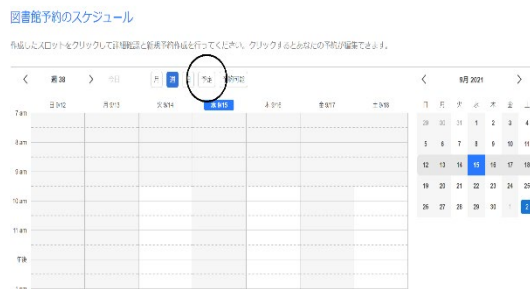 図書館予約のスケジュール
作成したスロットをクリックして詳細確認と新規予約作成を行ってください。クリックするとあなたの予約が編集できます。
週 38 今日 月 週 予定
日 9/12 月 9/13 火 9/14 水 9/15 木 9/16 金 9/17 土 9/18
7 am
8 am
9 am
10 am
11 am
午後
9月 2021
日 月 火 水 木 金 土
29 30 31 1 2 3 4
5 6 7 8 9 10 11
12 13 14 15 16 17 18
19 20 21 22 23 24 25
26 27 28 29 30 1 2